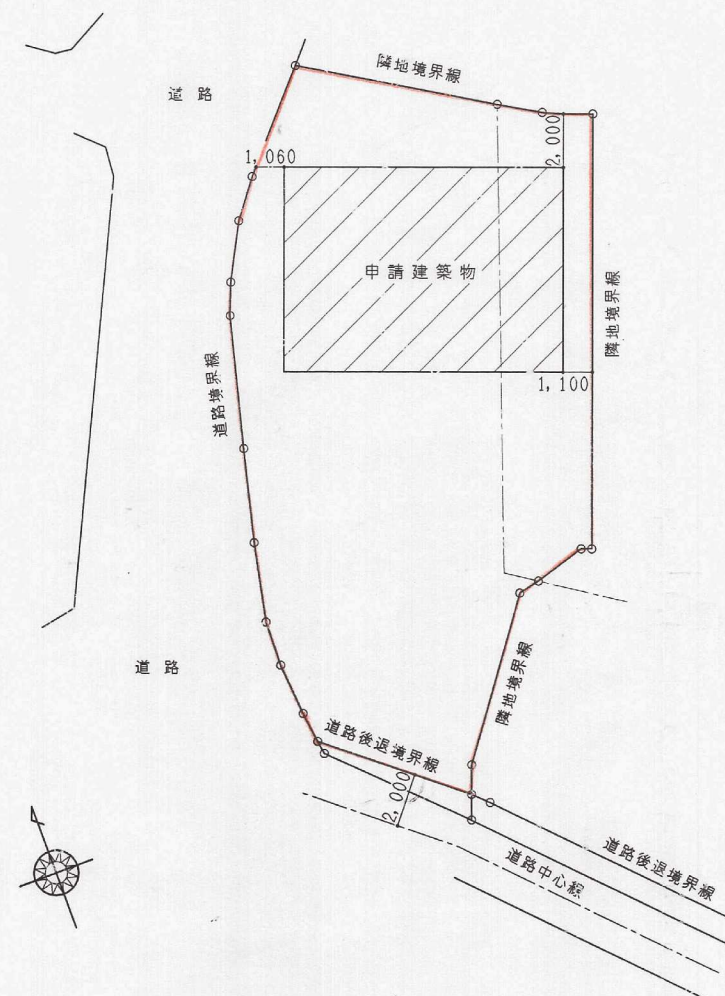 隣地境界線
道路
1,060
2,000
申請建築物
隣地境界線
1,100
道路境界線
道路
隣地境界線
道路後退境界線
2,000
道路後退境界線
道路中心線